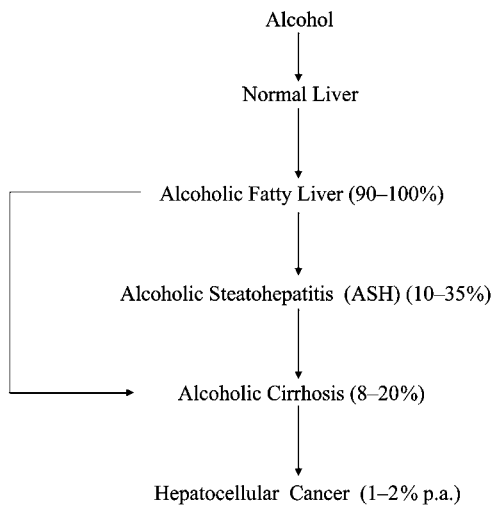 Alcohol
Normal Liver
Alcoholic Fatty Liver (90–100%)
Alcoholic Steatohepatitis (ASH) (10–35%)
Alcoholic Cirrhosis (8–20%)
Hepatocellular Cancer (1–2% p.a.)